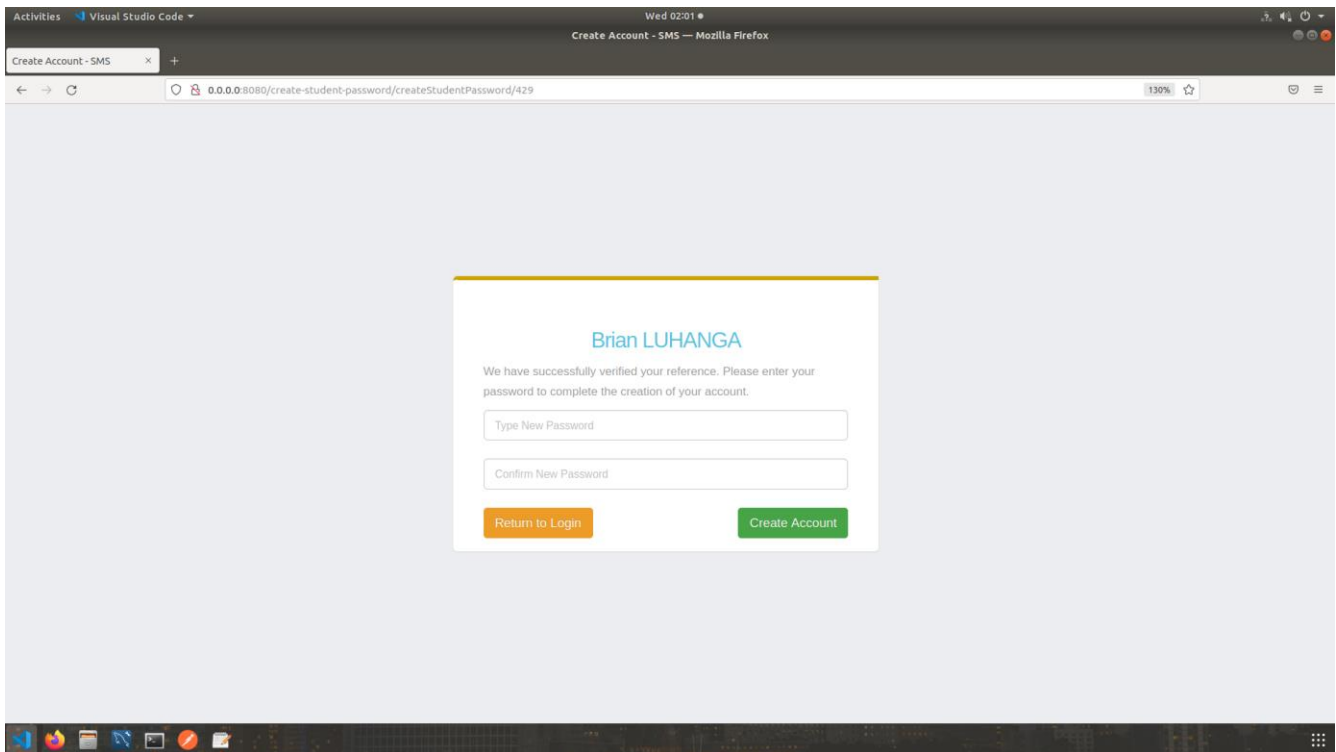 Activities Visual Studio Code Wed 02:01
Create Account - SMS — Mozilla Firefox
Create Account - SMS
0.0.0.0:8080/create-student-password/createStudentPassword/429 130%
Brian LUHANGA
We have successfully verified your reference. Please enter your
password to complete the creation of your account.
Type New Password
Confirm New Password
Return to Login Create Account